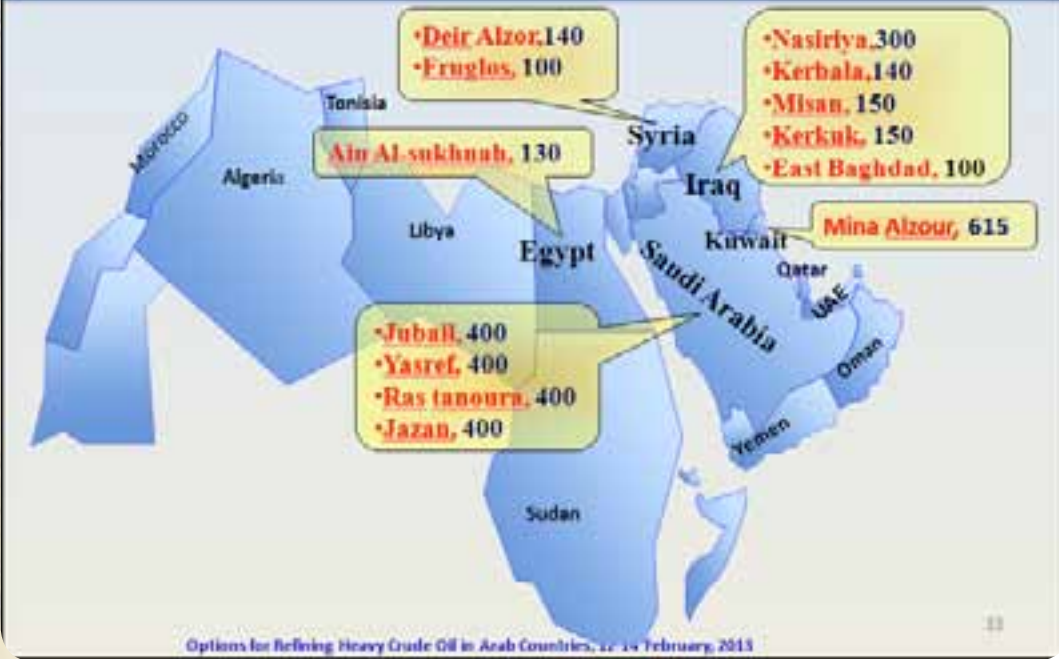 •Deir Alzor,140
•Fruglos, 100
•Nasiriya,300
•Kerbala,140
•Misan, 150
•Kerkuk, 150
•East Baghdad, 100
Tonisia
Morocco
Ain Al-sukhnah, 130
Syria
Algeria
Iraq
Mina Alzour, 615
Libya
Egypt
Kuwait
Qatar
Saudi Arabia
UAE
•Jubail, 400
•Yasref, 400
•Ras tanoura, 400
•Jazan, 400
Oman
Yemen
Sudan
Options for Refining Heavy Crude Oil in Arab Countries, February, 2013